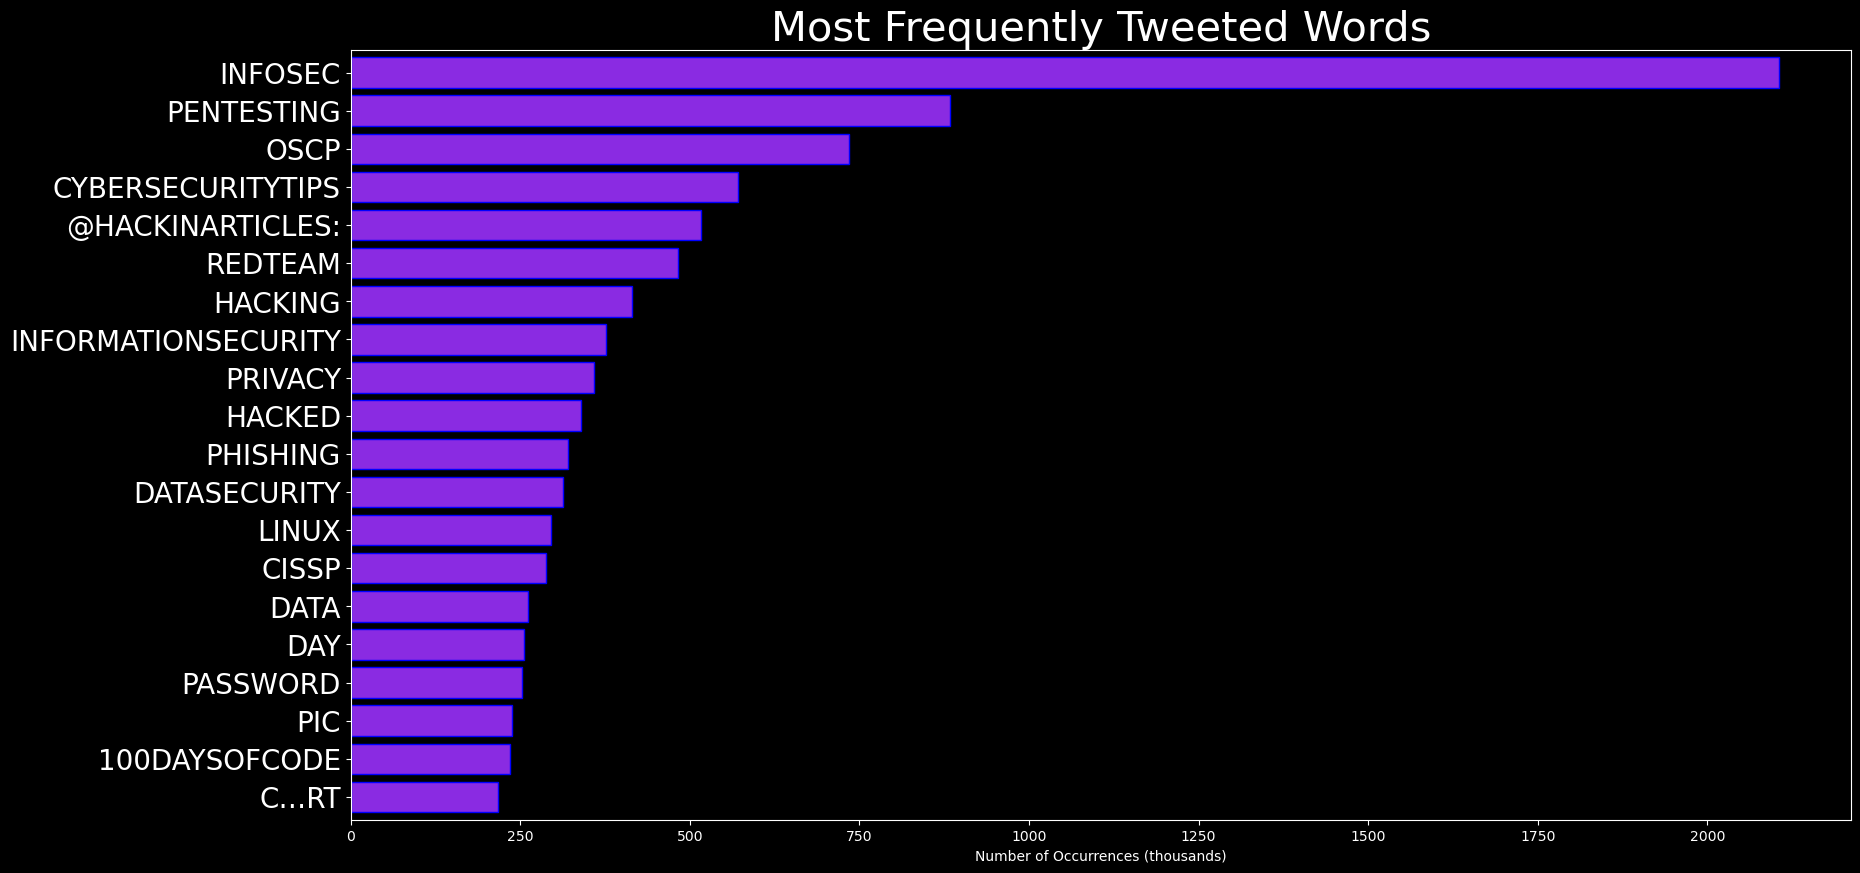 Most Frequently Tweeted Words
INFOSEC
PENTESTING
OSCP
CYBERSECURITYTIPS
@HACKINARTICLES:
REDTEAM
HACKING
INFORMATIONSECURITY
PRIVACY
HACKED
PHISHING
DATASECURITY
LINUX
CISSP
DATA
DAY
PASSWORD
PIC
100DAYSOFCODE
C…RT
0 250 500 750 1000 1250 1500 1750 2000
Number of Occurrences (thousands)